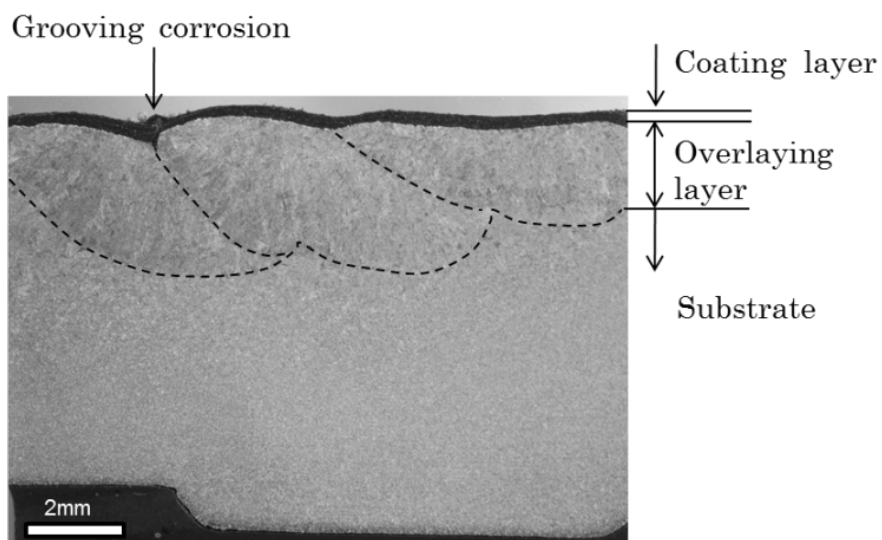 Grooving corrosion
Coating layer
Overlaying
layer
Substrate
2mm